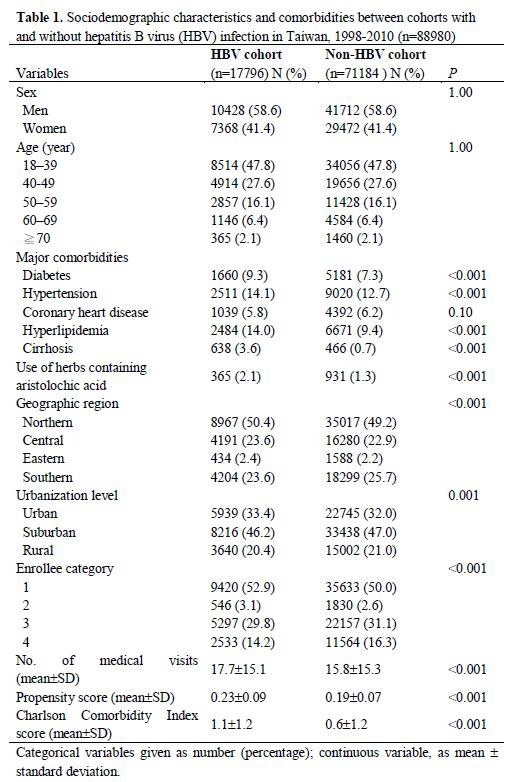 Table 1. Sociodemographic characteristics and comorbidities between cohorts with
and without hepatitis B virus (HBV) infection in Taiwan, 1998-2010 (n=88980)
HBV cohort Non-HBV cohort
Variables (n=17796) N (%) (n=71184 ) N (%) P
Sex 1.00
Men 10428 (58.6) 41712 (58.6)
Women 7368 (41.4) 29472 (41.4)
Age (year) 1.00
18–39 8514 (47.8) 34056 (47.8)
40-49 4914 (27.6) 19656 (27.6)
50–59 2857 (16.1) 11428 (16.1)
60–69 1146 (6.4) 4584 (6.4)
≧70 365 (2.1) 1460 (2.1)
Major comorbidities
Diabetes 1660 (9.3) 5181 (7.3) <0.001
Hypertension 2511 (14.1) 9020 (12.7) <0.001
Coronary heart disease 1039 (5.8) 4392 (6.2) 0.10
Hyperlipidemia 2484 (14.0) 6671 (9.4) <0.001
Cirrhosis 638 (3.6) 466 (0.7) <0.001
Use of herbs containing
aristolochic acid 365 (2.1) 931 (1.3) <0.001
Geographic region <0.001
Northern 8967 (50.4) 35017 (49.2)
Central 4191 (23.6) 16280 (22.9)
Eastern 434 (2.4) 1588 (2.2)
Southern 4204 (23.6) 18299 (25.7)
Urbanization level 0.001
Urban 5939 (33.4) 22745 (32.0)
Suburban 8216 (46.2) 33438 (47.0)
Rural 3640 (20.4) 15002 (21.0)
Enrollee category <0.001
1 9420 (52.9) 35633 (50.0)
2 546 (3.1) 1830 (2.6)
3 5297 (29.8) 22157 (31.1)
4 2533 (14.2) 11564 (16.3)
No. of medical visits
(mean±SD) 17.7±15.1 15.8±15.3 <0.001
Propensity score (mean±SD) 0.23±0.09 0.19±0.07 <0.001
Charlson Comorbidity Index
score (mean±SD) 1.1±1.2 0.6±1.2 <0.001
Categorical variables given as number (percentage); continuous variable, as mean ±
standard deviation.